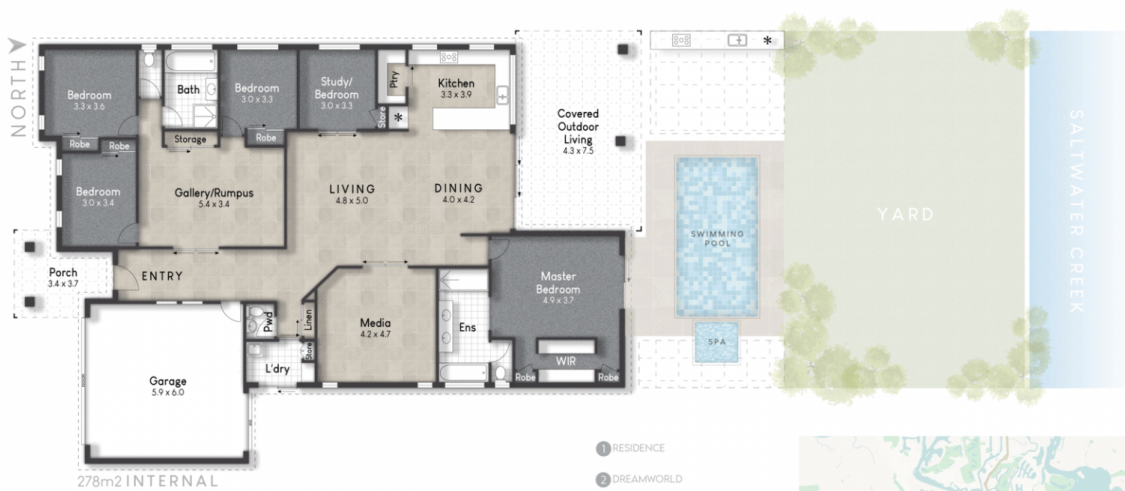 NORTH
Bedroom
3.3 x 3.6
Bath
Bedroom
3.0 x 3.3
Study/
Bedroom
3.0 x 3.3
Ptry
Store
*
Kitchen
3.3 x 3.9
Covered
Outdoor
Living
4.3 x 7.5
*
Robe
Robe
Storage
Robe
Bedroom
3.0 x 3.4
Gallery/Rumpus
5.4 x 3.4
LIVING
4.8 x 5.0
DINING
4.0 x 4.2
SWIMMING
POOL
YARD
SALTWATER CREEK
Porch
3.4 x 3.7
ENTRY
Master
Bedroom
4.9 x 3.7
Pwd
Linen
Store
Media
4.2 x 4.7
Ens
SPA
WIR
Robe
Robe
L'dry
Garage
5.9 x 6.0
278m2 INTERNAL
1 RESIDENCE
2 DREAMWORLD